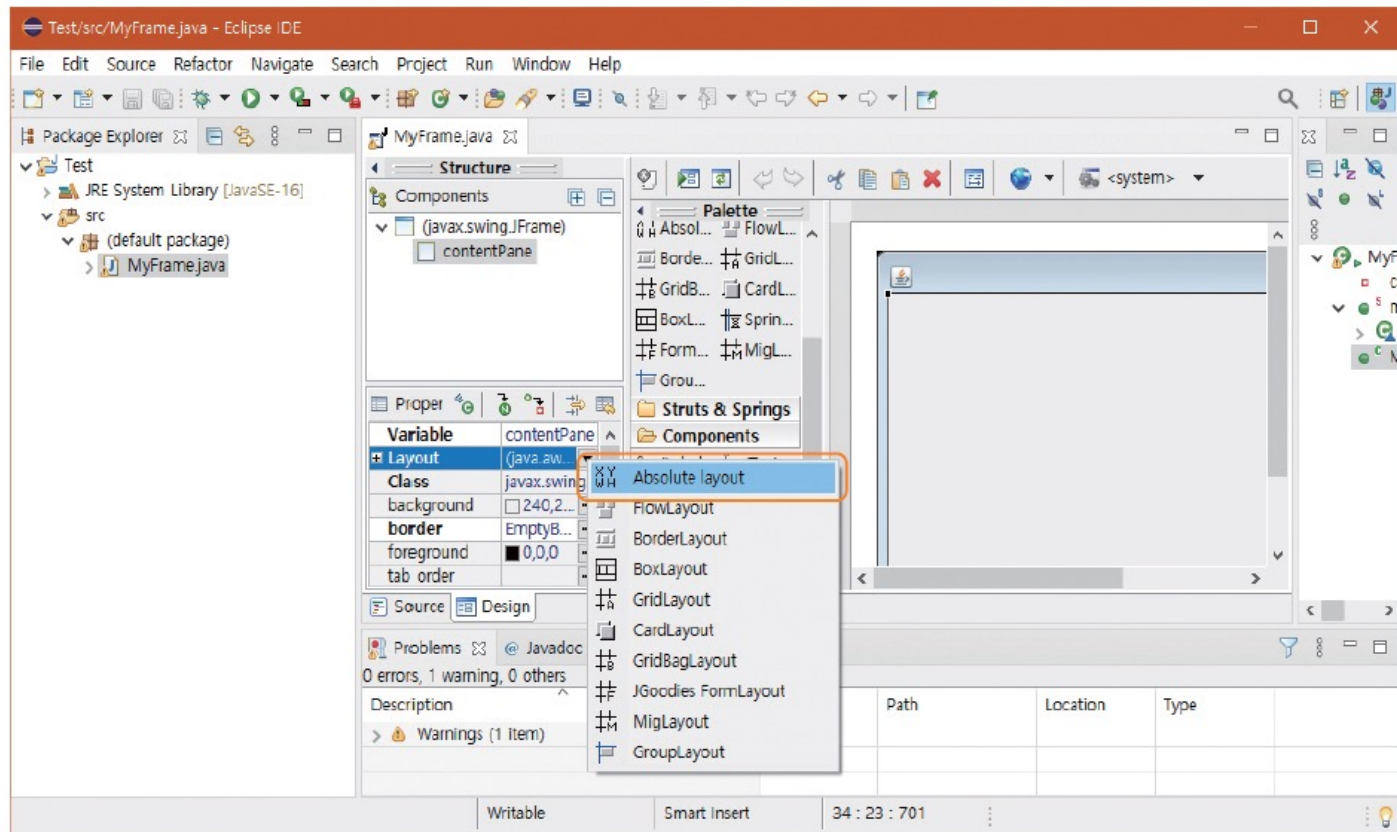 Test/src/MyFrame.java - Eclipse IDE
File Edit Source Refactor Navigate Search Project Run Window Help
Package Explorer
Test
JRE System Library [JavaSE-16]
src
(default package)
MyFrame.java
MyFrame.java
Structure
Components
(javax.swing.JFrame)
contentPane
Proper
Variable contentPane
Layout (java.aw...
Class javax.swing
background 240,2...
border EmptyB...
foreground 0,0,0
tab order
Source Design
<system>
Palette
Absol... FlowL...
Borde... GridL...
GridB... CardL...
BoxL... Sprin...
Form... MigL...
Grou...
Struts & Springs
Components
Absolute layout
FlowLayout
BorderLayout
BoxLayout
GridLayout
CardLayout
GridBagLayout
JGoodies FormLayout
MigLayout
GroupLayout
MyF
Problems @ Javadoc
0 errors, 1 warning, 0 others
Description Path Location Type
Warnings (1 item)
Writable Smart Insert 34 : 23 : 701